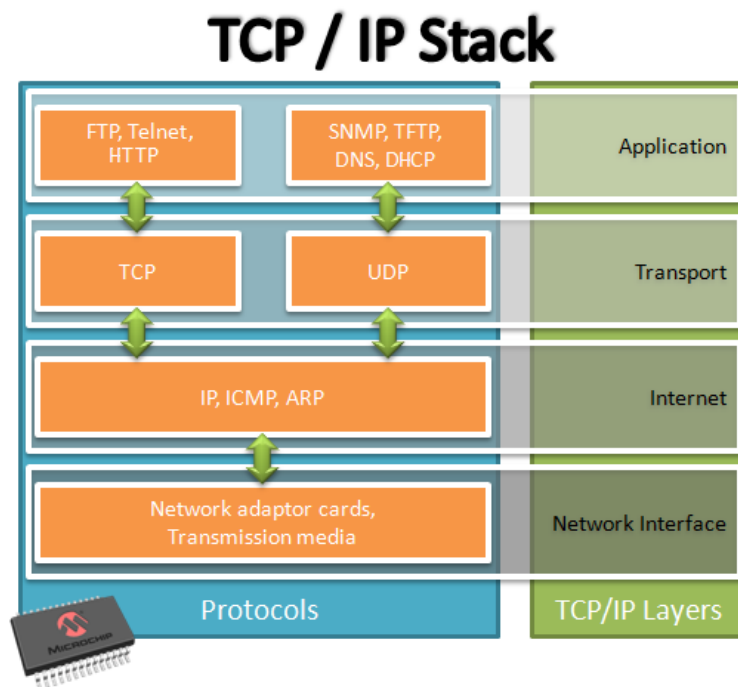 TCP / IP Stack
FTP, Telnet,
HTTP
SNMP, TFTP,
DNS, DHCP
Application
TCP
UDP
Transport
IP, ICMP, ARP
Internet
Network adaptor cards,
Transmission media
Network Interface
Protocols
TCP/IP Layers
MICROCHIP